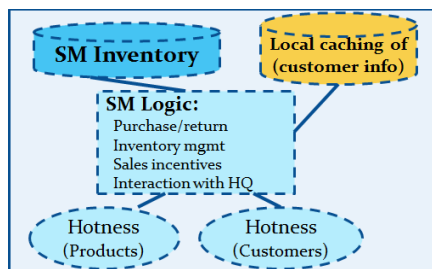 SM Inventory
Local caching of
(customer info)
SM Logic:
Purchase/return
Inventory mgmt
Sales incentives
Interaction with HQ
Hotness
(Products)
Hotness
(Customers)